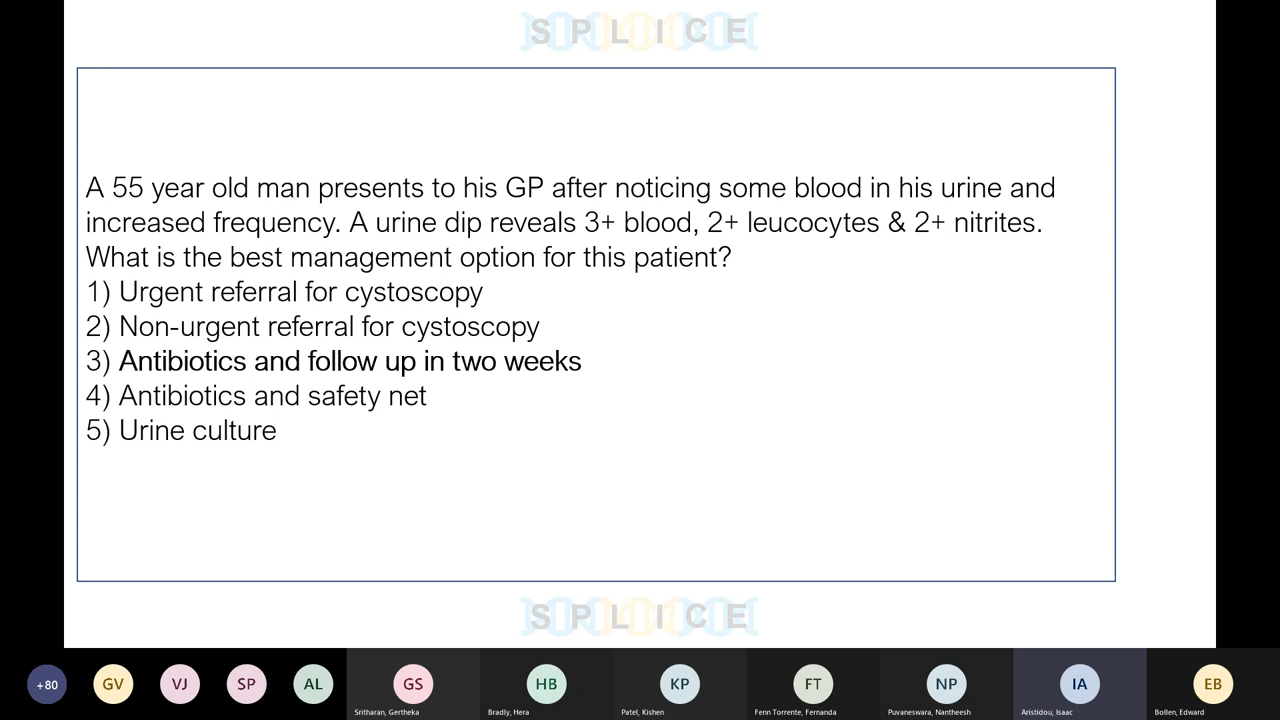 S P L I C E
A 55 year old man presents to his GP after noticing some blood in his urine and
increased frequency. A urine dip reveals 3+ blood, 2+ leucocytes & 2+ nitrites.
What is the best management option for this patient?
1) Urgent referral for cystoscopy
2) Non-urgent referral for cystoscopy
3) Antibiotics and follow up in two weeks
4) Antibiotics and safety net
5) Urine culture
S P L I C E
+80 GV VJ SP AL GS HB KP FT NP IA EB
Sritharan, Gertheka Bradly, Hera Patel, Kishen Fenn Torrente, Fernanda Puvaneswara, Nantheesh Aristidou, Isaac Bollen, Edward